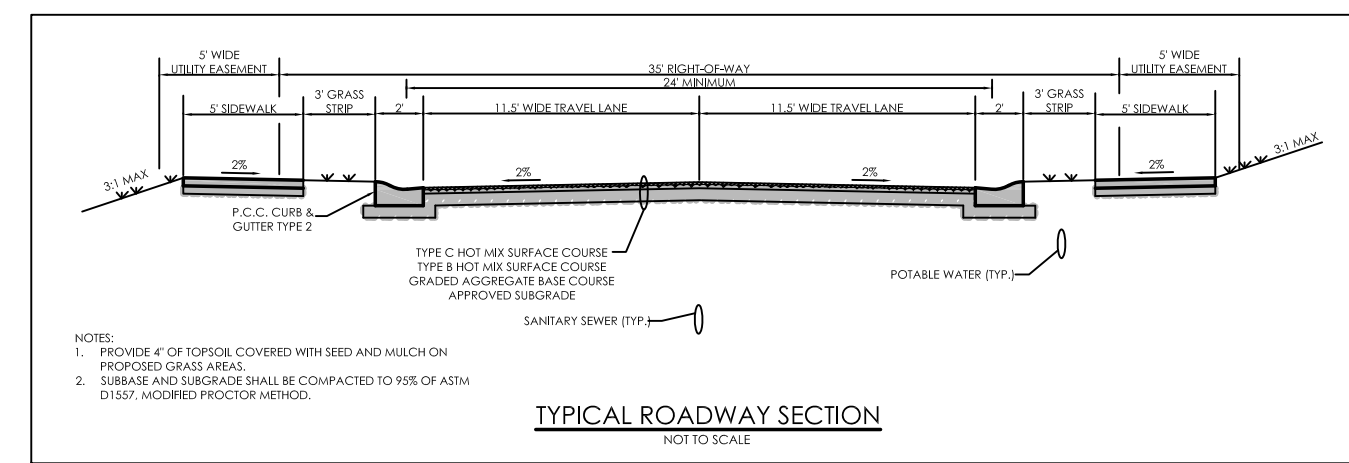 5' WIDE
UTILITY EASEMENT
35' RIGHT-OF-WAY
5' WIDE
UTILITY EASEMENT
24' MINIMUM
5' SIDEWALK
3' GRASS
STRIP
2'
11.5' WIDE TRAVEL LANE
11.5' WIDE TRAVEL LANE
2'
3' GRASS
STRIP
5' SIDEWALK
3:1 MAX
2%
2%
2%
2%
3:1 MAX
P.C.C. CURB &
GUTTER TYPE 2
TYPE C HOT MIX SURFACE COURSE
TYPE B HOT MIX SURFACE COURSE
GRADED AGGREGATE BASE COURSE
APPROVED SUBGRADE
POTABLE WATER (TYP.)
SANITARY SEWER (TYP.)
NOTES:
1. PROVIDE 4" OF TOPSOIL COVERED WITH SEED AND MULCH ON
PROPOSED GRASS AREAS.
2. SUBBASE AND SUBGRADE SHALL BE COMPACTED TO 95% OF ASTM
D1557, MODIFIED PROCTOR METHOD.
TYPICAL ROADWAY SECTION
NOT TO SCALE